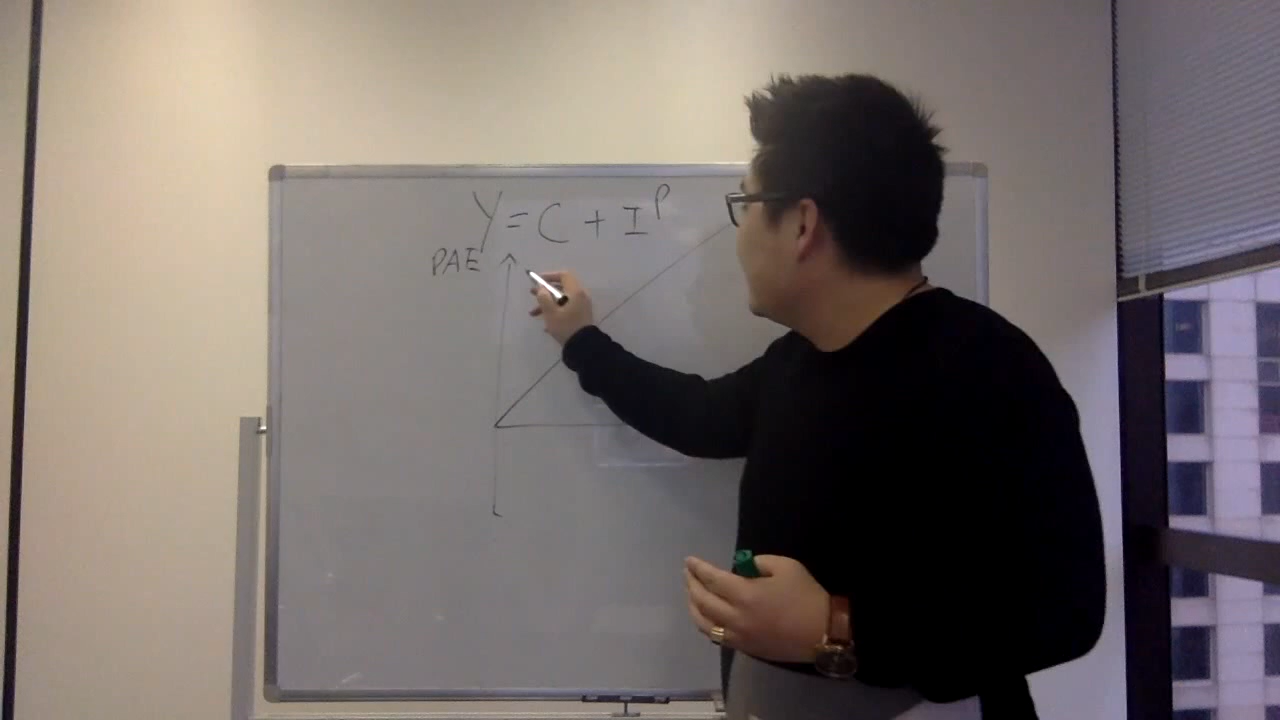 Y = C + I^P
PAE